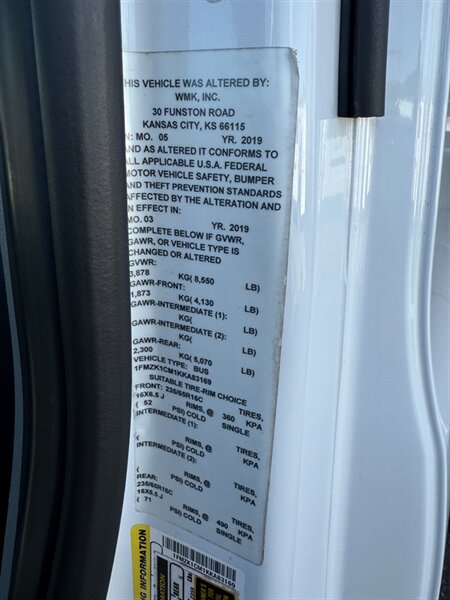 THIS VEHICLE WAS ALTERED BY:
WMK, INC.
30 FUNSTON ROAD
KANSAS CITY, KS 66115
IN: MO. 05 YR. 2019
AND AS ALTERED IT CONFORMS TO
ALL APPLICABLE U.S.A. FEDERAL
MOTOR VEHICLE SAFETY, BUMPER
AND THEFT PREVENTION STANDARDS
AFFECTED BY THE ALTERATION AND
IN EFFECT IN:
MO. 03 YR. 2019
COMPLETE BELOW IF GVWR,
GAWR, OR VEHICLE TYPE IS
CHANGED OR ALTERED
GVWR:
3,878 KG( 8,550 LB)
GAWR-FRONT:
1,873 KG( 4,130 LB)
GAWR-INTERMEDIATE (1):
KG( LB)
GAWR-INTERMEDIATE (2):
KG( LB)
GAWR-REAR:
2,300 KG( 5,070 LB)
VEHICLE TYPE: BUS
1FMZK1CM1KKA83169
SUITABLE TIRE-RIM CHOICE
FRONT: 235/65R16C TIRES,
16X6.5 J RIMS, @ 360 KPA
( 52 PSI) COLD SINGLE
INTERMEDIATE (1):
TIRES,
RIMS, @ KPA
( PSI) COLD
INTERMEDIATE (2):
TIRES,
RIMS, @ KPA
( PSI) COLD
REAR:
235/65R16C TIRES,
16X6.5 J RIMS, @ 490 KPA
( 71 PSI) COLD SINGLE
1FMZK1CM1KKA83169
ING INFORMATION